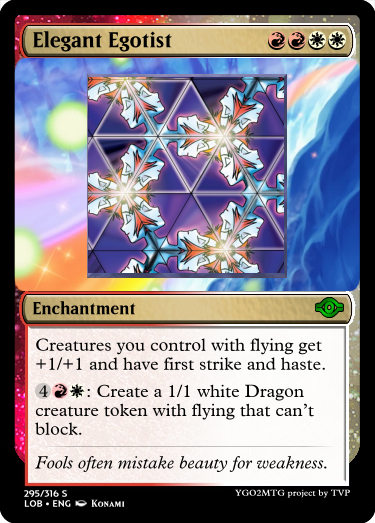 Elegant Egotist
Enchantment
Creatures you control with flying get
+1/+1 and have first strike and haste.
4: Create a 1/1 white Dragon
creature token with flying that can't
block.
Fools often mistake beauty for weakness.
295/316 S
YGO2MTG project by TVP
LOB • ENG Konami